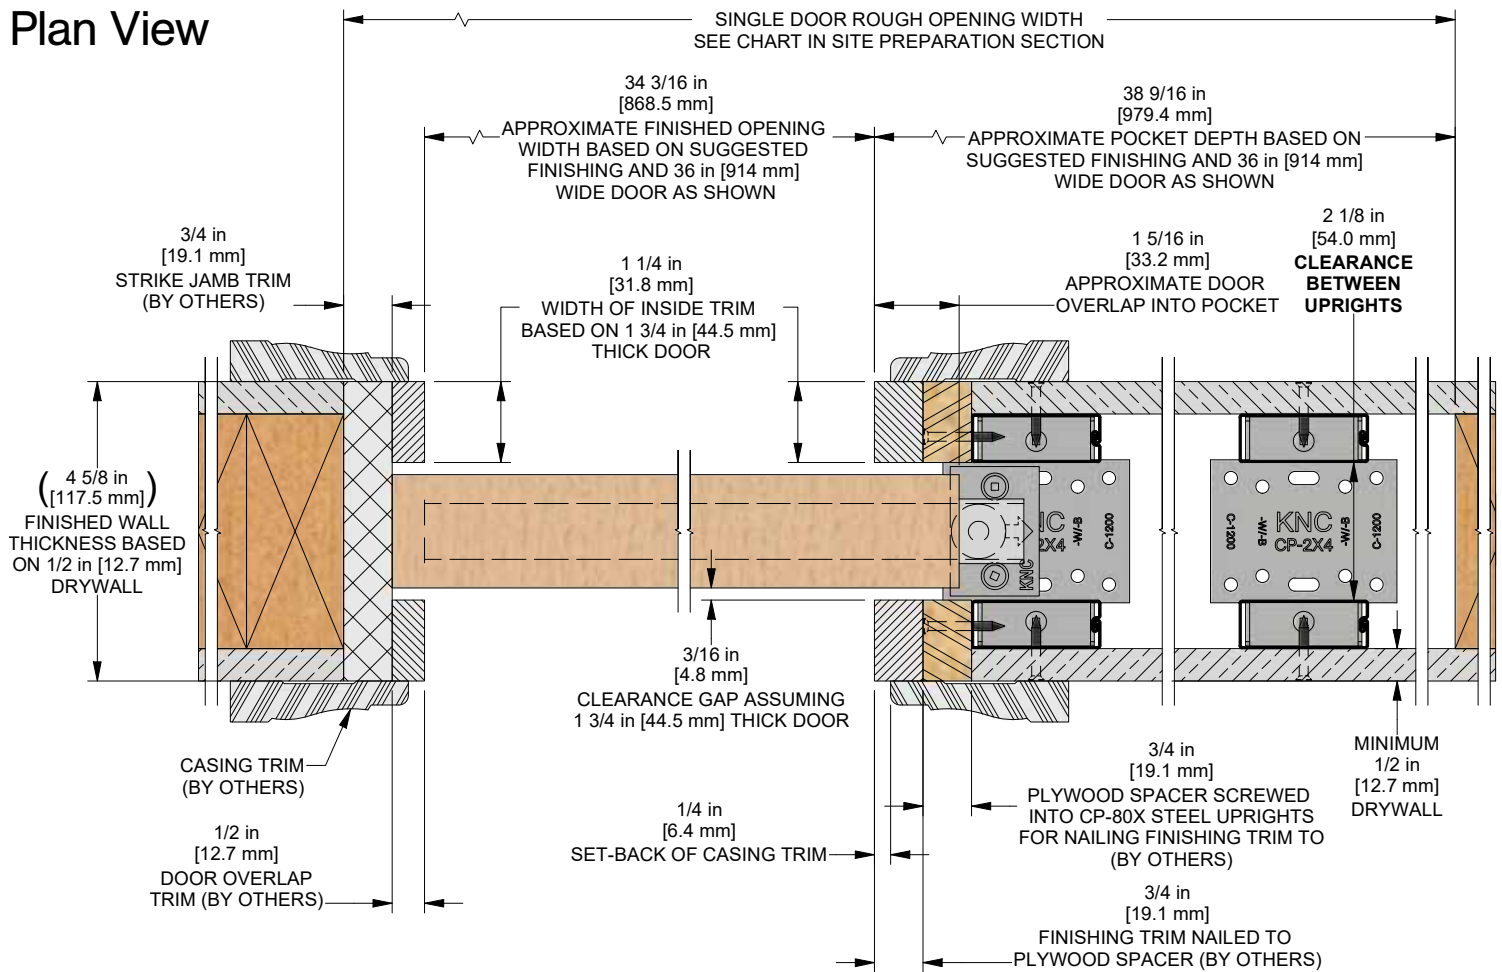 Plan View
SINGLE DOOR ROUGH OPENING WIDTH
SEE CHART IN SITE PREPARATION SECTION
34 3/16 in
[868.5 mm]
APPROXIMATE FINISHED OPENING
WIDTH BASED ON SUGGESTED
FINISHING AND 36 in [914 mm]
WIDE DOOR AS SHOWN
38 9/16 in
[979.4 mm]
APPROXIMATE POCKET DEPTH BASED ON
SUGGESTED FINISHING AND 36 in [914 mm]
WIDE DOOR AS SHOWN
3/4 in
[19.1 mm]
STRIKE JAMB TRIM
(BY OTHERS)
1 1/4 in
[31.8 mm]
WIDTH OF INSIDE TRIM
BASED ON 1 3/4 in [44.5 mm]
THICK DOOR
1 5/16 in
[33.2 mm]
APPROXIMATE DOOR
OVERLAP INTO POCKET
2 1/8 in
[54.0 mm]
CLEARANCE
BETWEEN
UPRIGHTS
(4 5/8 in
[117.5 mm])
FINISHED WALL
THICKNESS BASED
ON 1/2 in [12.7 mm]
DRYWALL
NC
2X4
-W/-B
C-1200
KNC
C-1200
-W/-B
KNC
CP-2X4
-W/-B
C-1200
3/16 in
[4.8 mm]
CLEARANCE GAP ASSUMING
1 3/4 in [44.5 mm] THICK DOOR
CASING TRIM
(BY OTHERS)
1/2 in
[12.7 mm]
DOOR OVERLAP
TRIM (BY OTHERS)
1/4 in
[6.4 mm]
SET-BACK OF CASING TRIM
3/4 in
[19.1 mm]
PLYWOOD SPACER SCREWED
INTO CP-80X STEEL UPRIGHTS
FOR NAILING FINISHING TRIM TO
(BY OTHERS)
MINIMUM
1/2 in
[12.7 mm]
DRYWALL
3/4 in
[19.1 mm]
FINISHING TRIM NAILED TO
PLYWOOD SPACER (BY OTHERS)